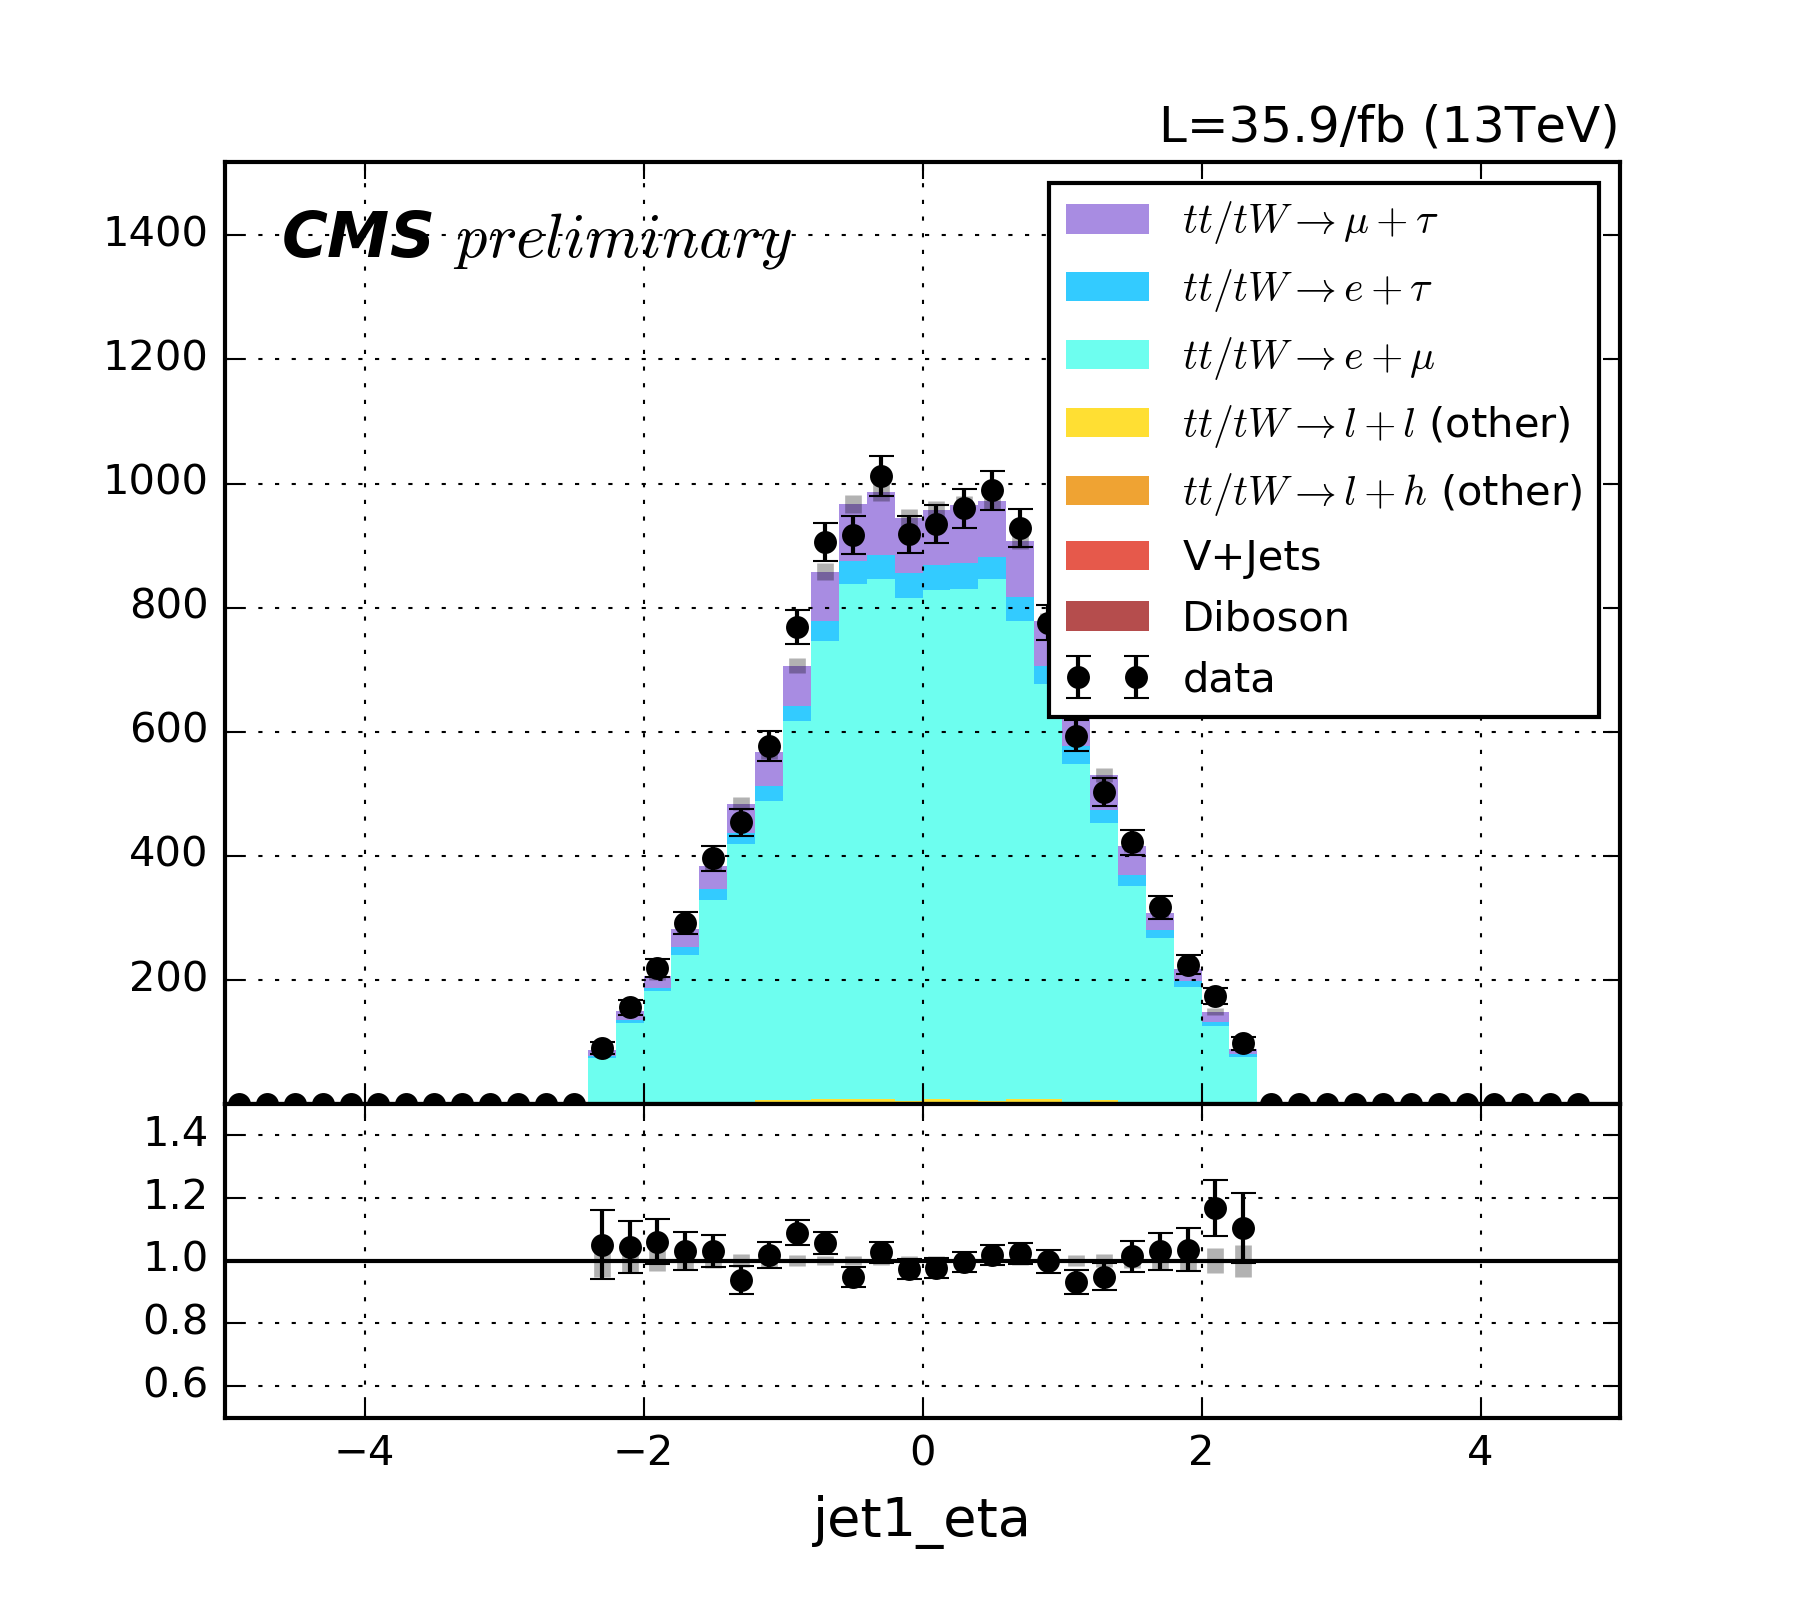 L=35.9/fb (13TeV)
CMS preliminary
tt/tW→μ+τ
tt/tW→e+τ
tt/tW→e+μ
tt/tW→l+l (other)
tt/tW→l+h (other)
V+Jets
Diboson
data
1400
1200
1000
800
600
400
200
1.4
1.2
1.0
0.8
0.6
−4 −2 0 2 4
jet1_eta